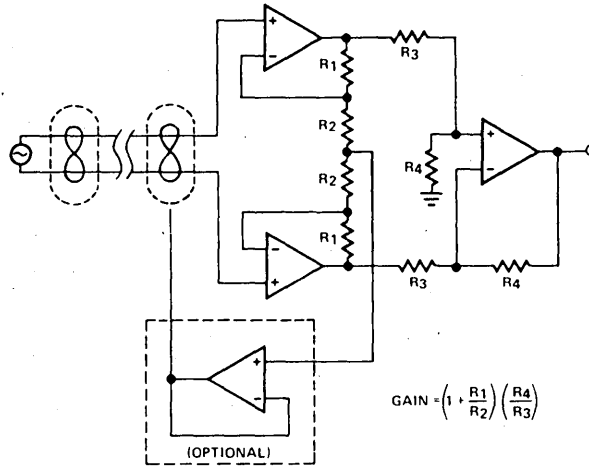 +
−
R1
R3
R2
R4
+
−
R2
−
R1
+
R3
R4
+
−
GAIN = (1 + R1/R2) (R4/R3)
(OPTIONAL)